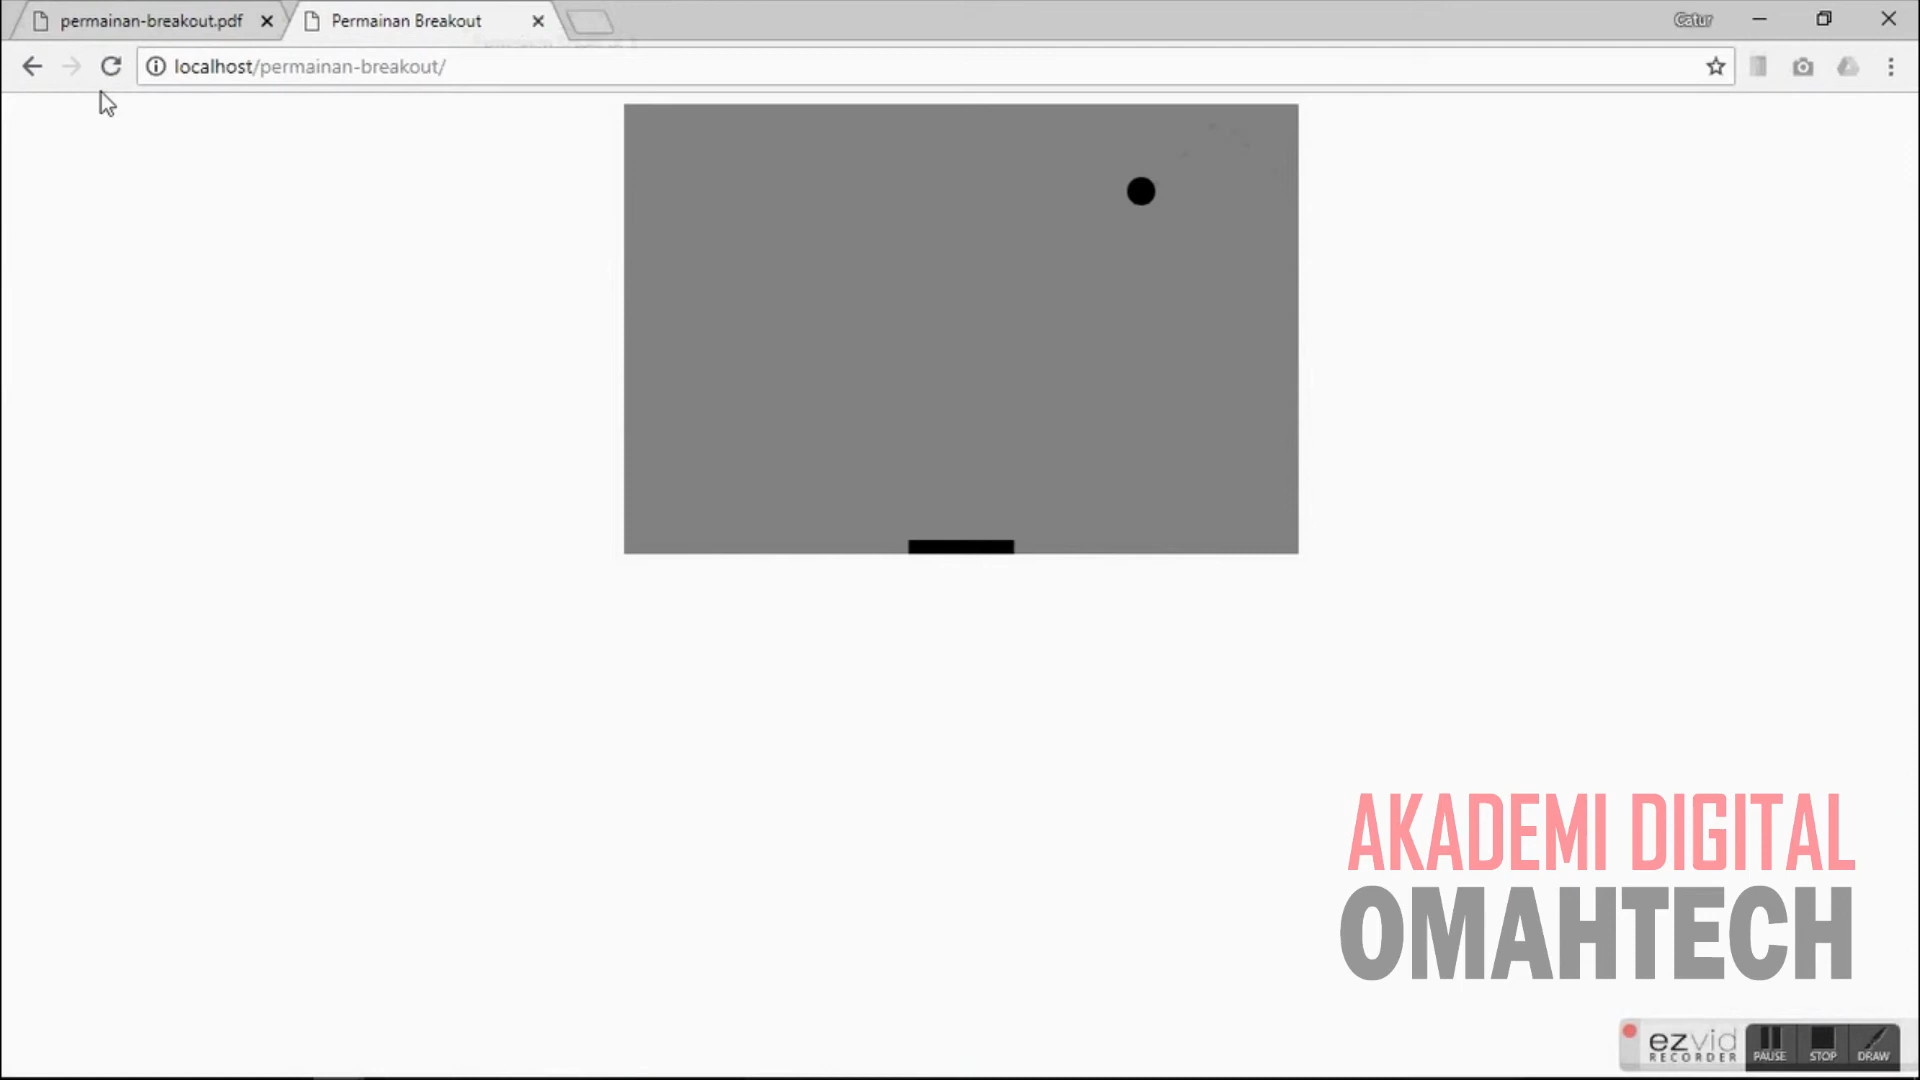 permainan-breakout.pdf
Permainan Breakout
Catur
localhost/permainan-breakout/
AKADEMI DIGITAL
OMAHTECH
ezvid
RECORDER
PAUSE
STOP
DRAW